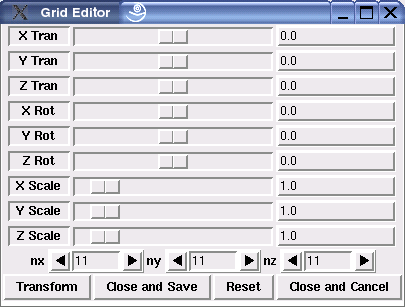 Grid Editor
X Tran 0.0
Y Tran 0.0
Z Tran 0.0
X Rot 0.0
Y Rot 0.0
Z Rot 0.0
X Scale 1.0
Y Scale 1.0
Z Scale 1.0
nx 11 ny 11 nz 11
Transform Close and Save Reset Close and Cancel